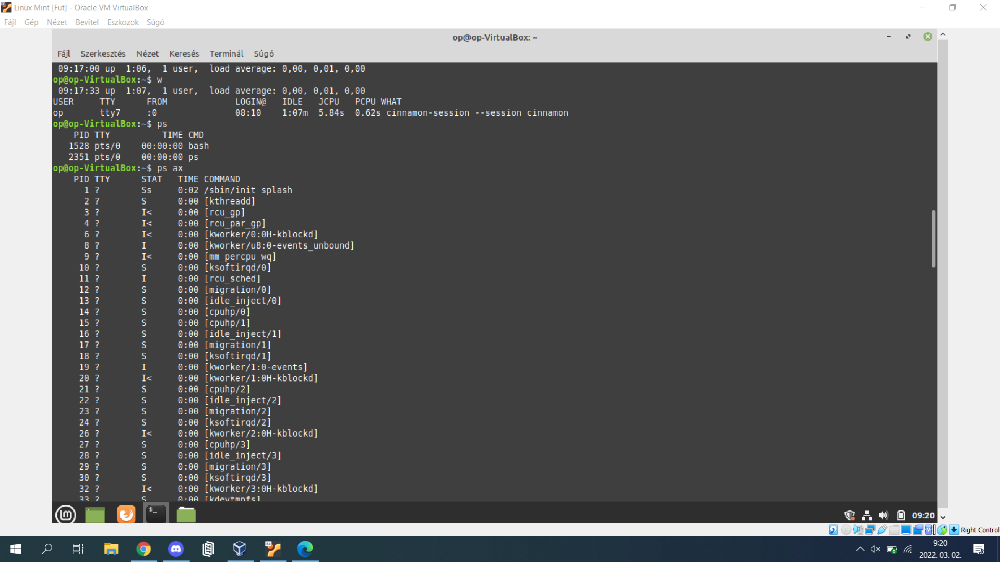 Linux Mint [Fut] - Oracle VM VirtualBox
Fájl Gép Nézet Bevitel Eszközök Súgó
op@op-VirtualBox: ~
Fájl Szerkesztés Nézet Keresés Terminál Súgó
09:17:00 up  1:06,  1 user,  load average: 0,00, 0,01, 0,00
op@op-VirtualBox:~$ w
09:17:33 up  1:07,  1 user,  load average: 0,00, 0,01, 0,00
USER     TTY      FROM             LOGIN@   IDLE   JCPU   PCPU WHAT
op       tty7     :0               08:10    1:07m  5.84s  0.62s cinnamon-session --session cinnamon
op@op-VirtualBox:~$ ps
PID TTY          TIME CMD
1528 pts/0    00:00:00 bash
2351 pts/0    00:00:00 ps
op@op-VirtualBox:~$ ps ax
PID TTY      STAT   TIME COMMAND
1 ?        Ss     0:02 /sbin/init splash
2 ?        S      0:00 [kthreadd]
3 ?        I<     0:00 [rcu_gp]
4 ?        I<     0:00 [rcu_par_gp]
6 ?        I<     0:00 [kworker/0:0H-kblockd]
8 ?        I      0:00 [kworker/u8:0-events_unbound]
9 ?        I<     0:00 [mm_percpu_wq]
10 ?        S      0:00 [ksoftirqd/0]
11 ?        I      0:00 [rcu_sched]
12 ?        S      0:00 [migration/0]
13 ?        S      0:00 [idle_inject/0]
14 ?        S      0:00 [cpuhp/0]
15 ?        S      0:00 [cpuhp/1]
16 ?        S      0:00 [idle_inject/1]
17 ?        S      0:00 [migration/1]
18 ?        S      0:00 [ksoftirqd/1]
19 ?        I      0:00 [kworker/1:0-events]
20 ?        I<     0:00 [kworker/1:0H-kblockd]
21 ?        S      0:00 [cpuhp/2]
22 ?        S      0:00 [idle_inject/2]
23 ?        S      0:00 [migration/2]
24 ?        S      0:00 [ksoftirqd/2]
26 ?        I<     0:00 [kworker/2:0H-kblockd]
27 ?        S      0:00 [cpuhp/3]
28 ?        S      0:00 [idle_inject/3]
29 ?        S      0:00 [migration/3]
30 ?        S      0:00 [ksoftirqd/3]
32 ?        I<     0:00 [kworker/3:0H-kblockd]
33 ?        S      0:00 [kdevtmpfs]
09:20
Right Control
9:20
2022. 03. 02.